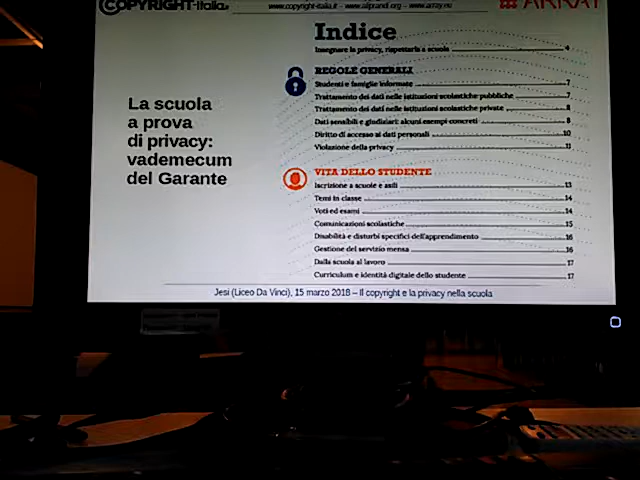 COPYRIGHT-Italia
www.copyright-italia.it – www.aliprandi.org – www.array.eu
ARRAY
Indice
Insegnare la privacy, rispettarla a scuola 4
REGOLE GENERALI
Studenti e famiglie informate 7
Trattamento dei dati nelle istituzioni scolastiche pubbliche 7
Trattamento dei dati nelle istituzioni scolastiche private 8
Dati sensibili e giudiziari: alcuni esempi concreti 8
Diritto di accesso ai dati personali 10
Violazione della privacy 11
La scuola
a prova
di privacy:
vademecum
del Garante
VITA DELLO STUDENTE
Iscrizione a scuole e asili 13
Temi in classe 14
Voti ed esami 14
Comunicazioni scolastiche 15
Disabilità e disturbi specifici dell'apprendimento 16
Gestione del servizio mensa 16
Dalla scuola al lavoro 17
Curriculum e identità digitale dello studente 17
Jesi (Liceo Da Vinci), 15 marzo 2018 – Il copyright e la privacy nella scuola